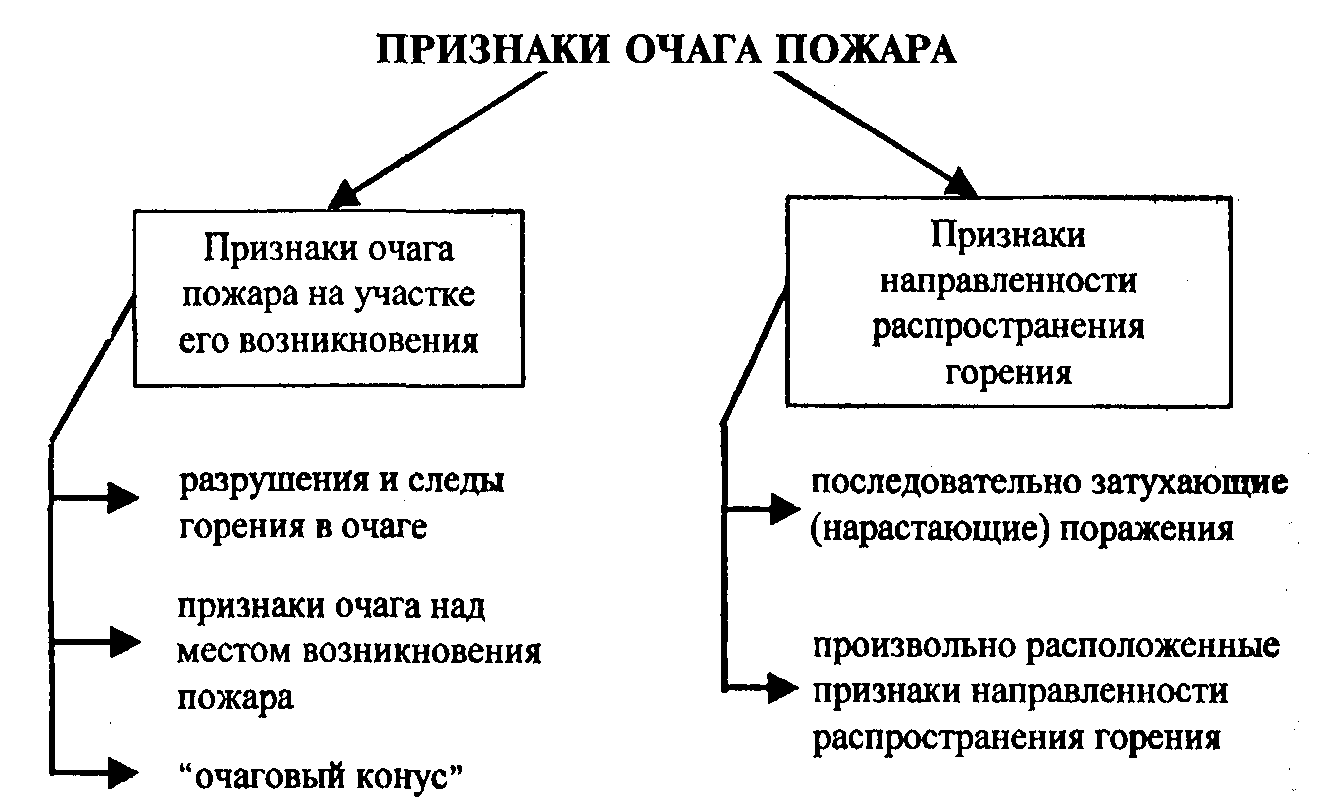 ПРИЗНАКИ ОЧАГА ПОЖАРА
Признаки очага
пожара на участке
его возникновения
разрушения и следы
горения в очаге
признаки очага над
местом возникновения
пожара
“очаговый конус”
Признаки
направленности
распространения
горения
последовательно затухающие
(нарастающие) поражения
произвольно расположенные
признаки направленности
распространения горения